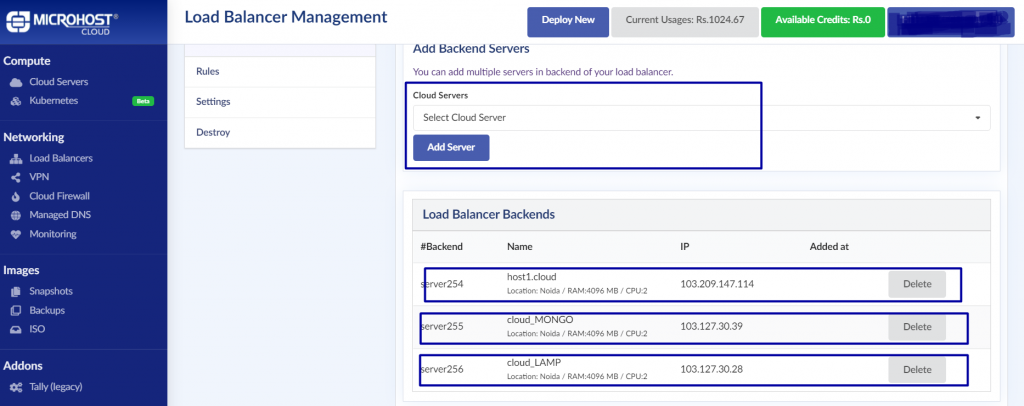 MICROHOST®
CLOUD
Load Balancer Management
Deploy New
Current Usages: Rs.1024.67
Available Credits: Rs.0
Compute
Cloud Servers
Kubernetes
Beta
Networking
Load Balancers
VPN
Cloud Firewall
Managed DNS
Monitoring
Images
Snapshots
Backups
ISO
Addons
Tally (legacy)
Rules
Settings
Destroy
Add Backend Servers
You can add multiple servers in backend of your load balancer.
Cloud Servers
Select Cloud Server
Add Server
Load Balancer Backends
#Backend Name IP Added at
server254 host1.cloud 103.209.147.114 Delete
Location: Noida / RAM:4096 MB / CPU:2
server255 cloud_MONGO 103.127.30.39 Delete
Location: Noida / RAM:4096 MB / CPU:2
server256 cloud_LAMP 103.127.30.28 Delete
Location: Noida / RAM:4096 MB / CPU:2